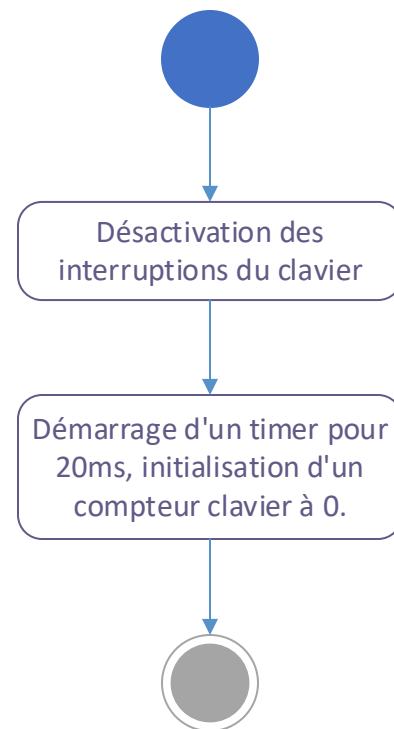 Désactivation des
interruptions du clavier
Démarrage d'un timer pour
20ms, initialisation d'un
compteur clavier à 0.